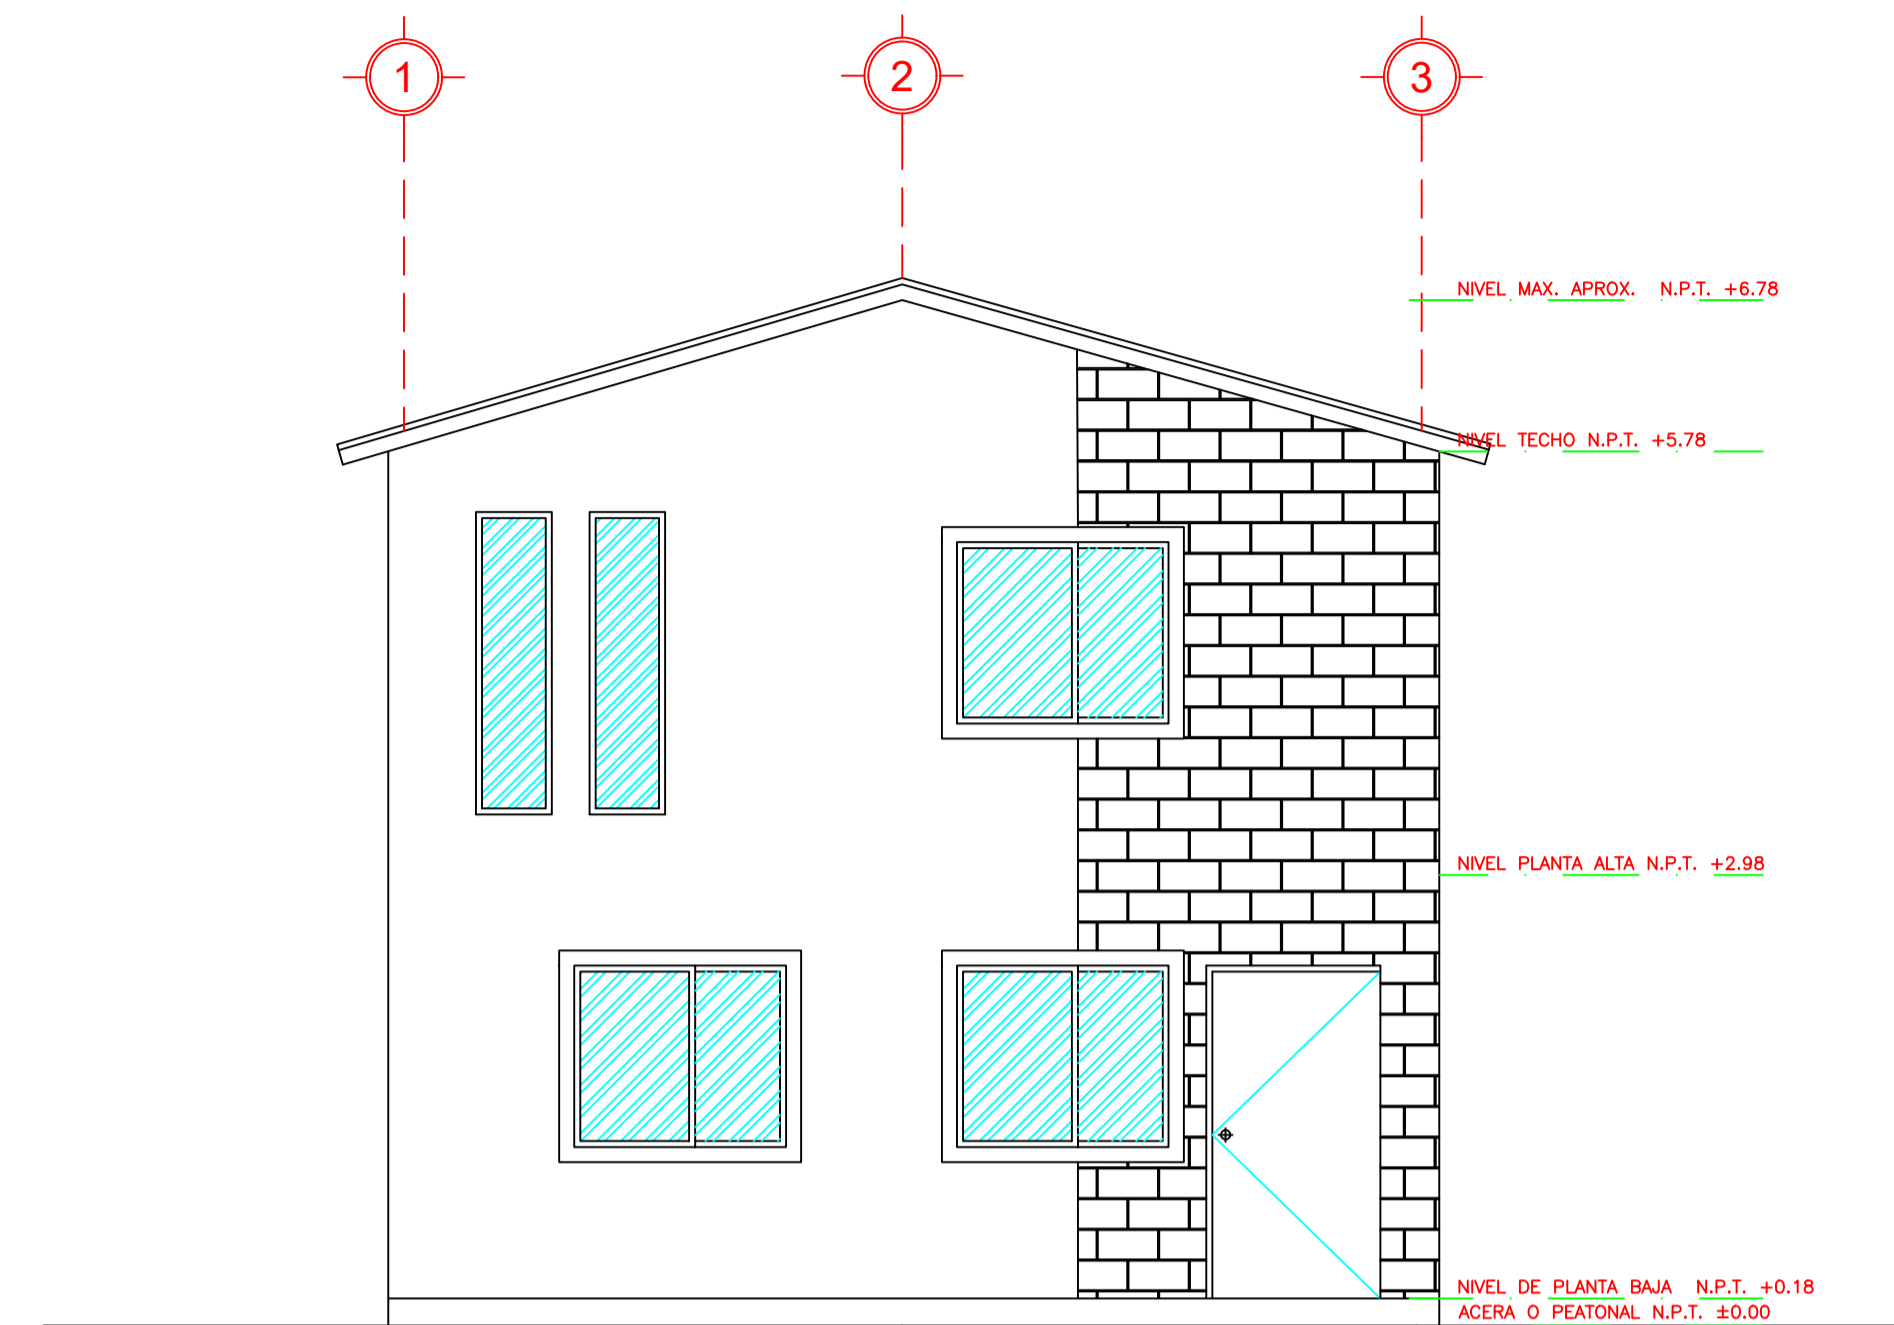 1 2 3
NIVEL MAX. APROX. N.P.T. +6.78
NIVEL TECHO N.P.T. +5.78
NIVEL PLANTA ALTA N.P.T. +2.98
NIVEL DE PLANTA BAJA N.P.T. +0.18
ACERA O PEATONAL N.P.T. ±0.00